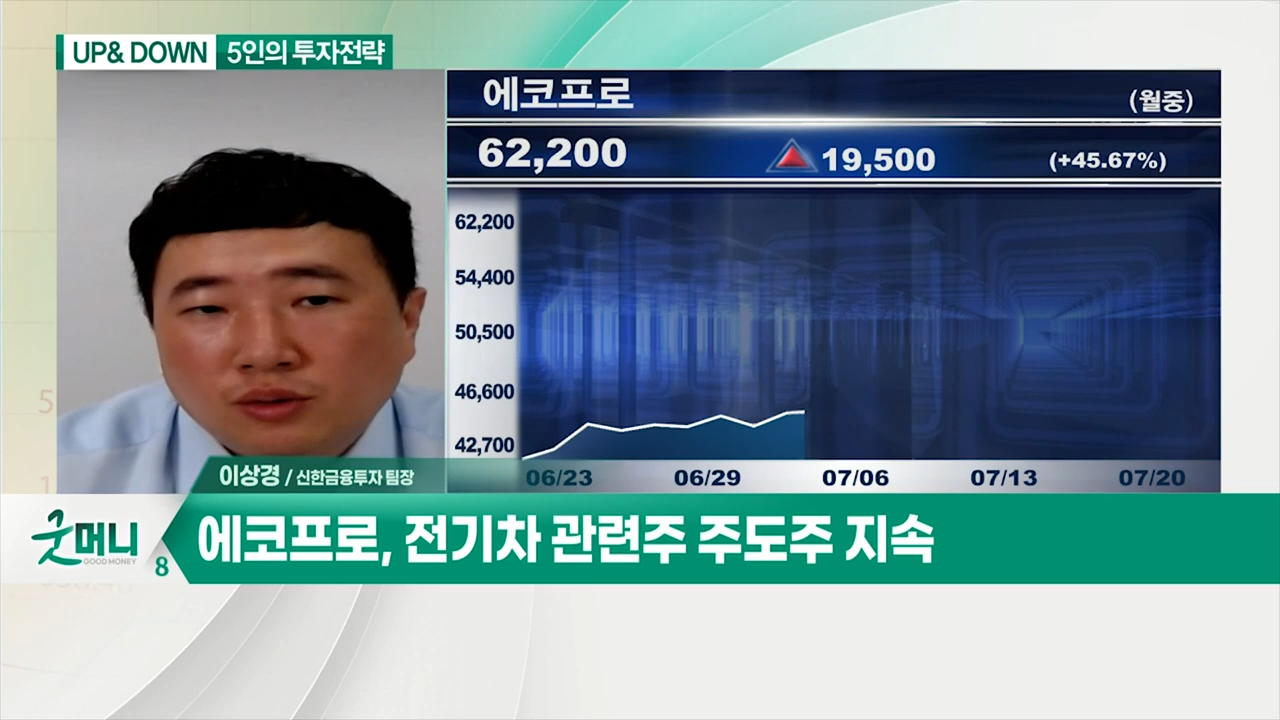 UP& DOWN 5인의 투자전략
에코프로 (월중)
62,200 ▲ 19,500 (+45.67%)
62,200
54,400
50,500
46,600
42,700
06/23 06/29 07/06 07/13 07/20
이상경 / 신한금융투자 팀장
굿머니 GOOD MONEY 8
에코프로, 전기차 관련주 주도주 지속